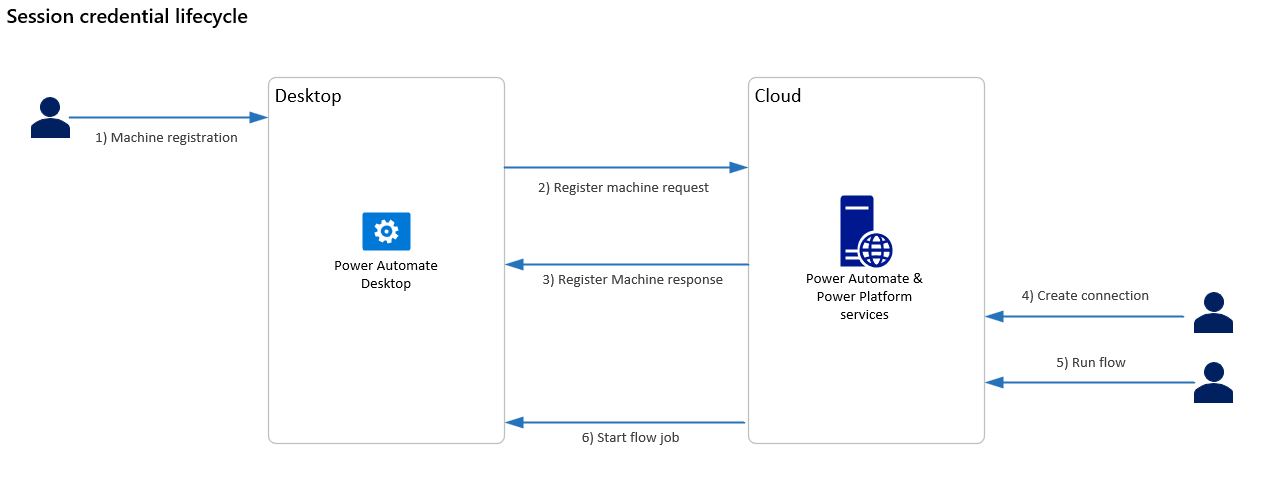 Session credential lifecycle
Desktop
Cloud
1) Machine registration
2) Register machine request
Power Automate
Desktop
3) Register Machine response
Power Automate &
Power Platform
services
4) Create connection
5) Run flow
6) Start flow job